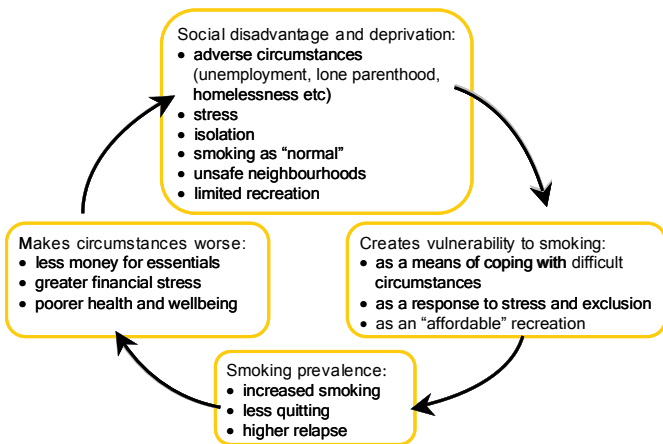 Social disadvantage and deprivation:
• adverse circumstances
(unemployment, lone parenthood,
homelessness etc)
• stress
• isolation
• smoking as “normal”
• unsafe neighbourhoods
• limited recreation
Creates vulnerability to smoking:
• as a means of coping with difficult
circumstances
• as a response to stress and exclusion
• as an “affordable” recreation
Smoking prevalence:
• increased smoking
• less quitting
• higher relapse
Makes circumstances worse:
• less money for essentials
• greater financial stress
• poorer health and wellbeing